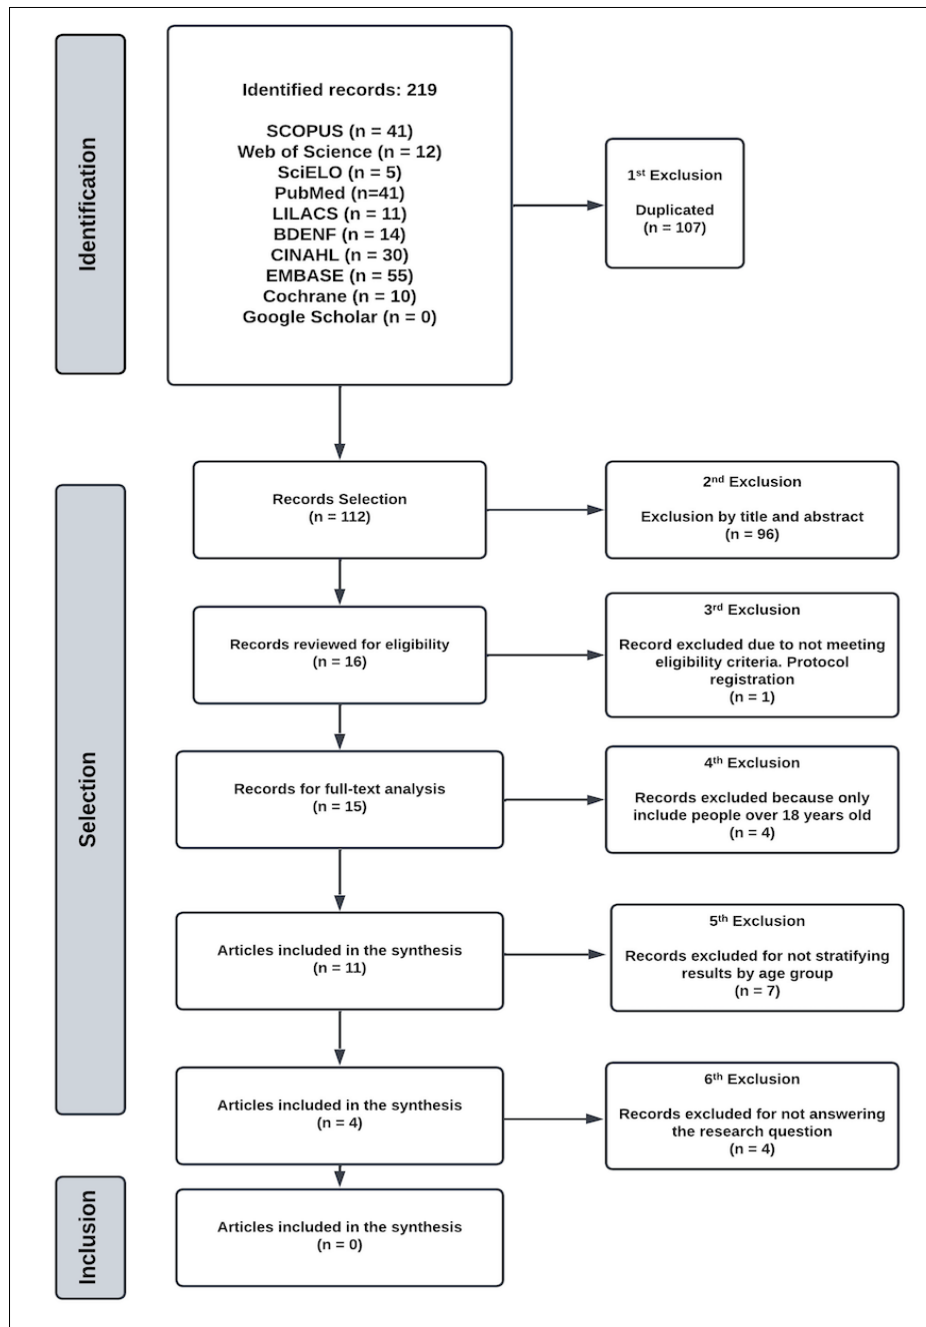 Identification
Identified records: 219
SCOPUS (n = 41)
Web of Science (n = 12)
SciELO (n = 5)
PubMed (n=41)
LILACS (n = 11)
BDENF (n = 14)
CINAHL (n = 30)
EMBASE (n = 55)
Cochrane (n = 10)
Google Scholar (n = 0)
1st Exclusion
Duplicated
(n = 107)
Selection
Records Selection
(n = 112)
2nd Exclusion
Exclusion by title and abstract
(n = 96)
Records reviewed for eligibility
(n = 16)
3rd Exclusion
Record excluded due to not meeting
eligibility criteria. Protocol
registration
(n = 1)
Records for full-text analysis
(n = 15)
4th Exclusion
Records excluded because only
include people over 18 years old
(n = 4)
Articles included in the synthesis
(n = 11)
5th Exclusion
Records excluded for not stratifying
results by age group
(n = 7)
Articles included in the synthesis
(n = 4)
6th Exclusion
Records excluded for not answering
the research question
(n = 4)
Inclusion
Articles included in the synthesis
(n = 0)